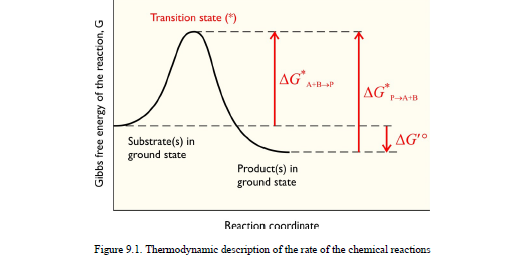 Gibbs free energy of the reaction, G
Transition state (*)
ΔG*A+B→P
ΔG*P→A+B
ΔG'°
Substrate(s) in
ground state
Product(s) in
ground state
Reaction coordinate
Figure 9.1. Thermodynamic description of the rate of the chemical reactions